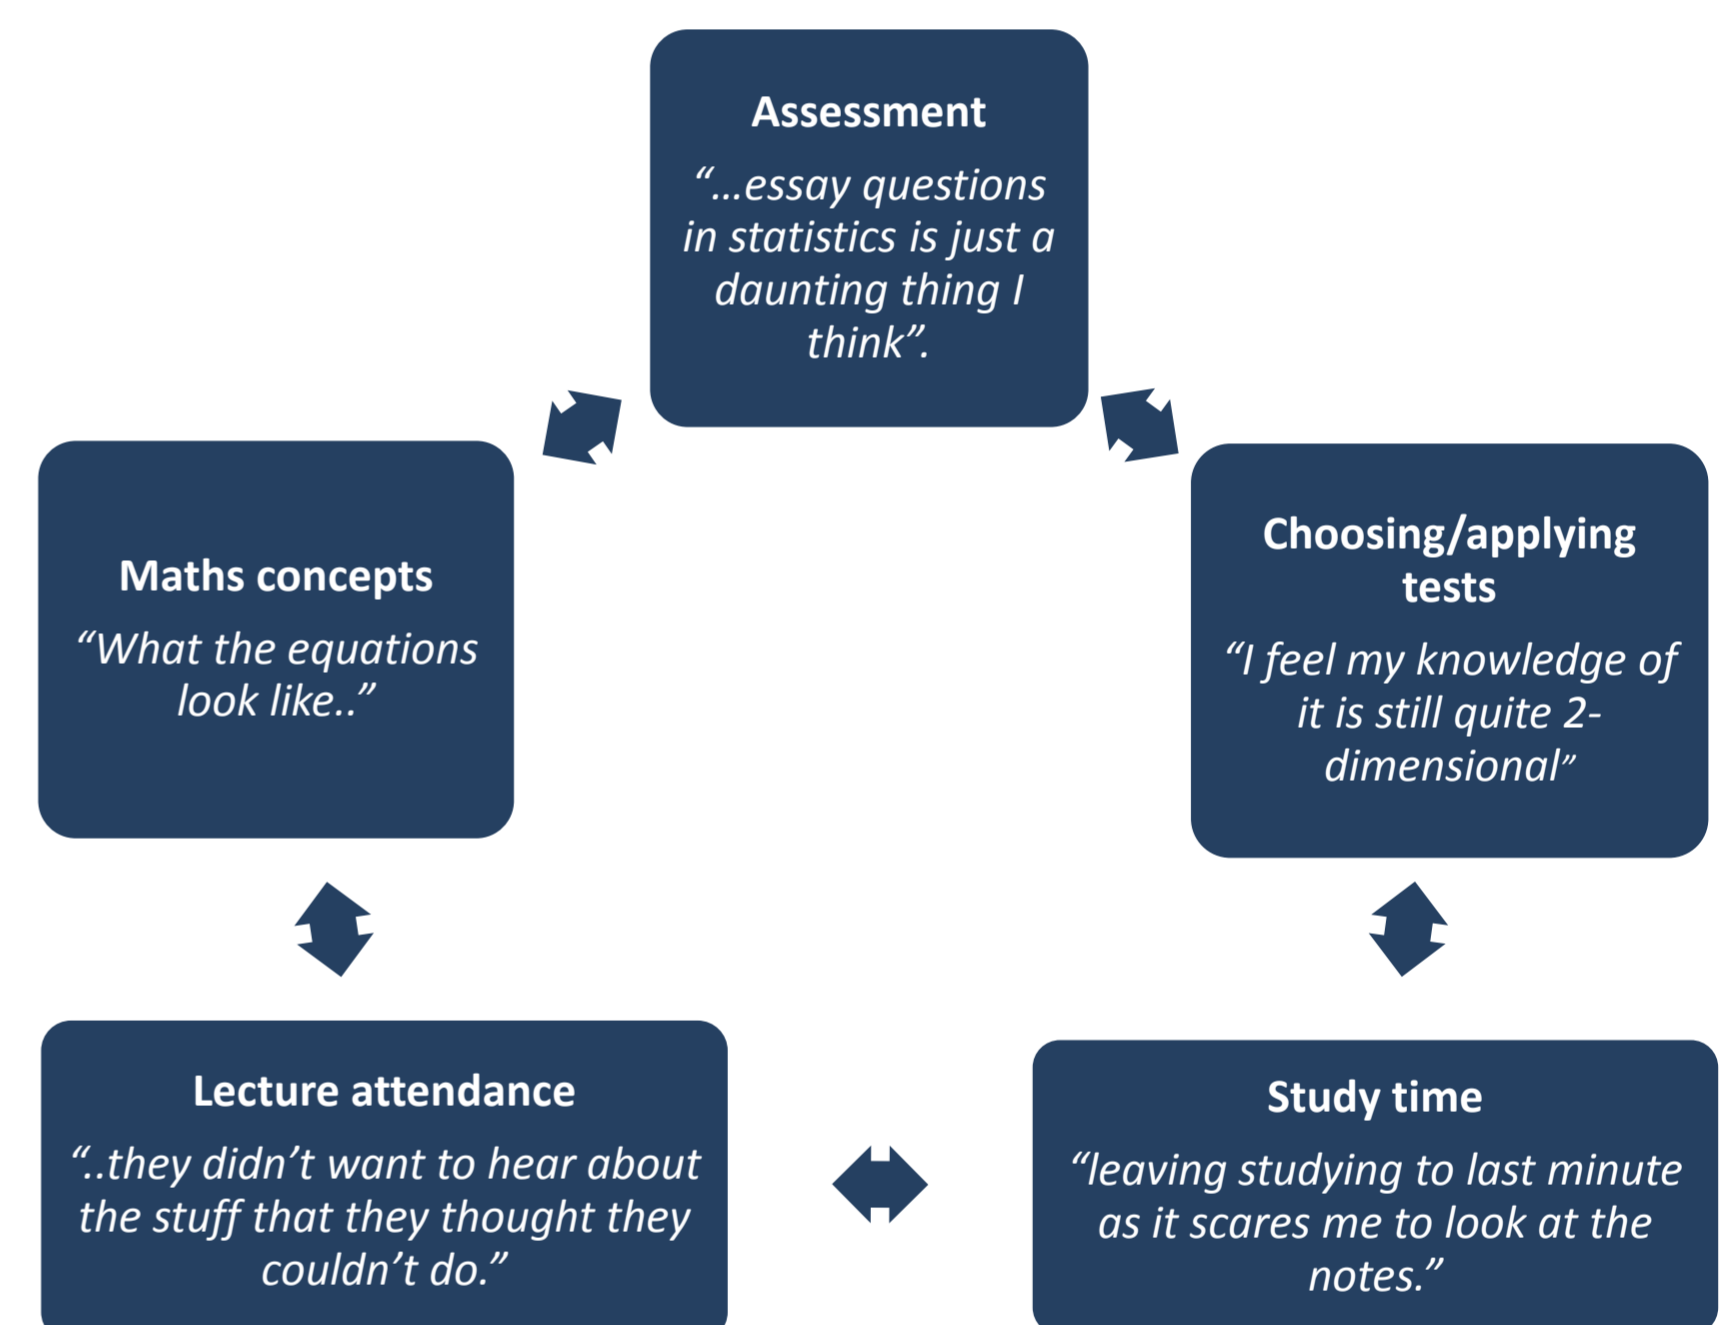 Assessment
“...essay questions
in statistics is just a
daunting thing I
think”.
Maths concepts
“What the equations
look like..”
Choosing/applying
tests
“I feel my knowledge of
it is still quite 2-
dimensional”
Lecture attendance
“..they didn’t want to hear about
the stuff that they thought they
couldn’t do.”
Study time
“leaving studying to last minute
as it scares me to look at the
notes.”